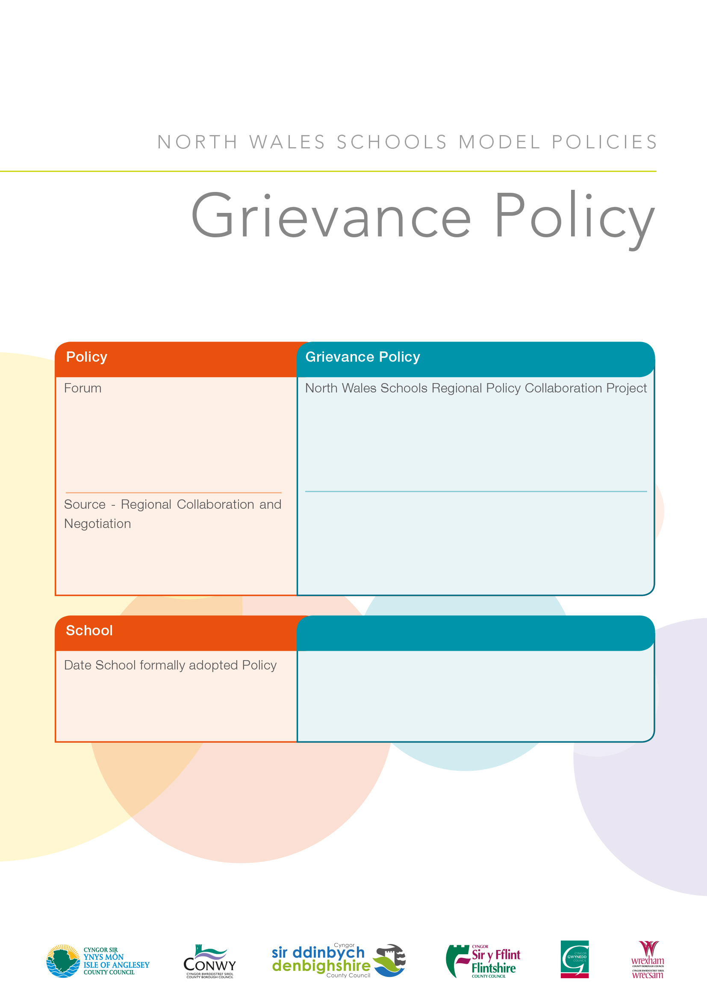 NORTH WALES SCHOOLS MODEL POLICIES
Grievance Policy
Policy
Grievance Policy
Forum
North Wales Schools Regional Policy Collaboration Project
Source - Regional Collaboration and
Negotiation
School
Date School formally adopted Policy
CYNGOR SIR
YNYS MÔN
ISLE OF ANGLESEY
COUNTY COUNCIL
CONWY
CYNGOR BWRDEISTREF SIROL
COUNTY BOROUGH COUNCIL
Cyngor
sir ddinbych
denbighshire
County Council
CYNGOR
Sir y Fflint
Flintshire
COUNTY COUNCIL
CYNGOR
GWYNEDD
COUNCIL
wrexham
COUNTY BOROUGH COUNCIL
CYNGOR BWRDEISTREF SIROL
wrecsam